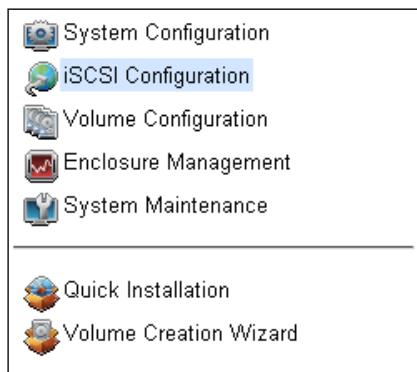 System Configuration
iSCSI Configuration
Volume Configuration
Enclosure Management
System Maintenance
Quick Installation
Volume Creation Wizard